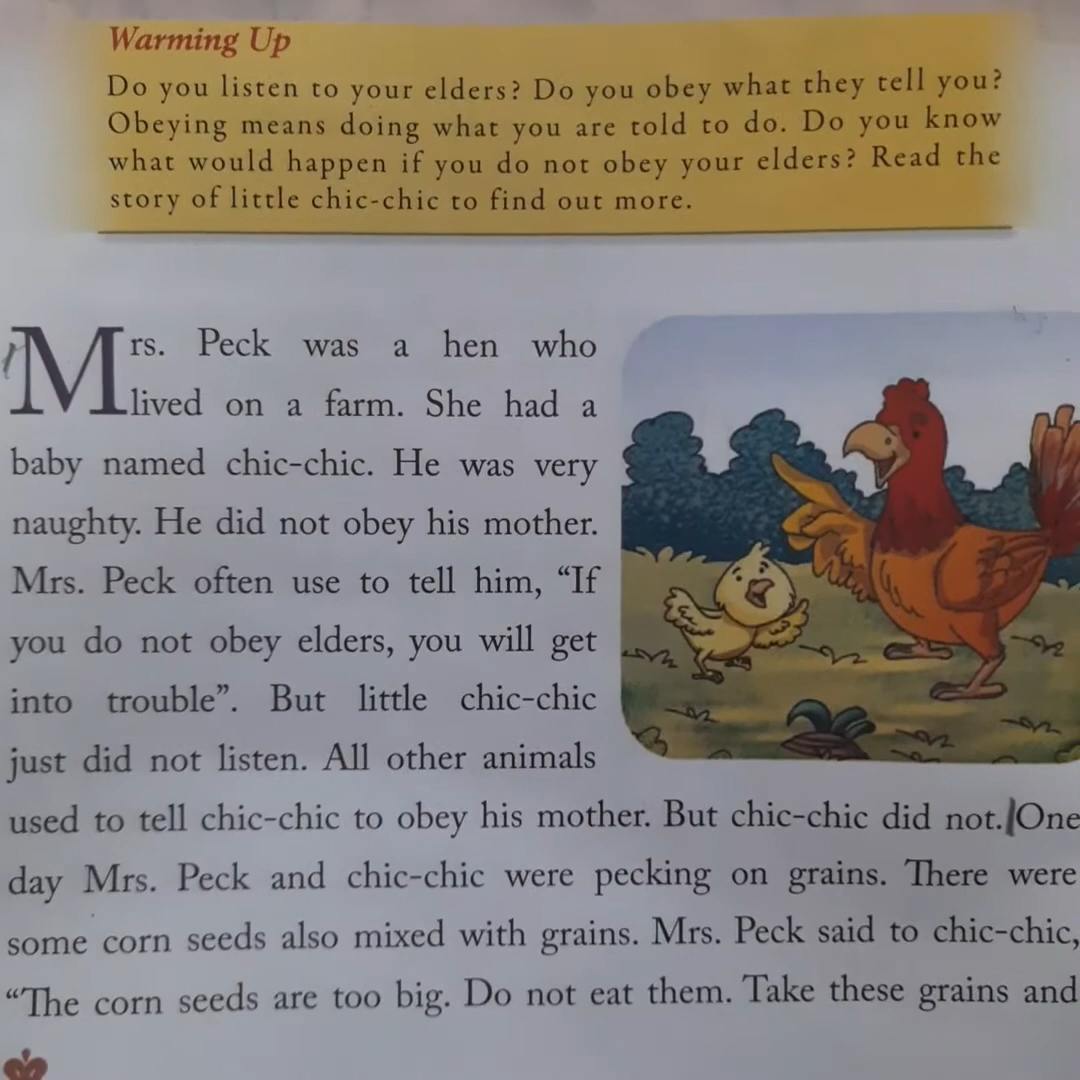 Warming Up
Do you listen to your elders? Do you obey what they tell you?
Obeying means doing what you are told to do. Do you know
what would happen if you do not obey your elders? Read the
story of little chic-chic to find out more.
Mrs. Peck was a hen who
lived on a farm. She had a
baby named chic-chic. He was very
naughty. He did not obey his mother.
Mrs. Peck often use to tell him, “If
you do not obey elders, you will get
into trouble”. But little chic-chic
just did not listen. All other animals
used to tell chic-chic to obey his mother. But chic-chic did not. One
day Mrs. Peck and chic-chic were pecking on grains. There were
some corn seeds also mixed with grains. Mrs. Peck said to chic-chic,
“The corn seeds are too big. Do not eat them. Take these grains and